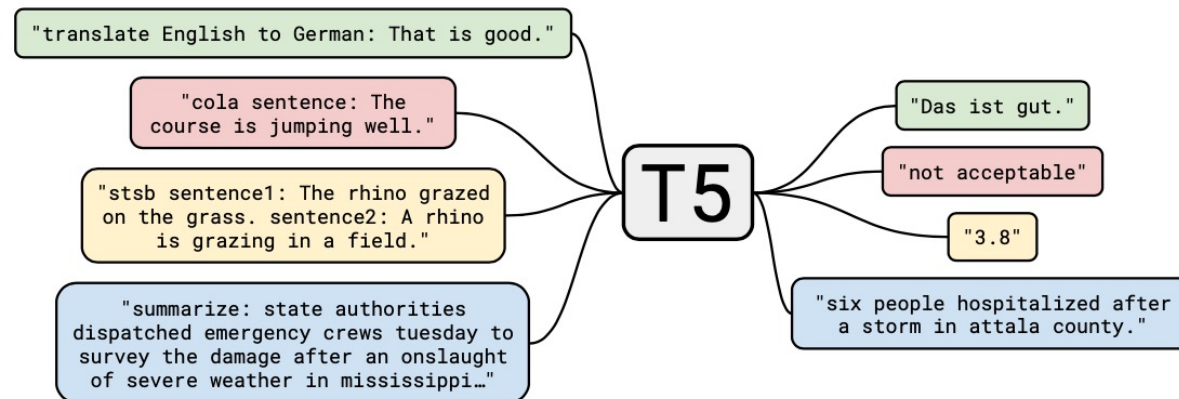 "translate English to German: That is good."
"cola sentence: The
course is jumping well."
"stsb sentence1: The rhino grazed
on the grass. sentence2: A rhino
is grazing in a field."
"summarize: state authorities
dispatched emergency crews tuesday to
survey the damage after an onslaught
of severe weather in mississippi…"
T5
"Das ist gut."
"not acceptable"
"3.8"
"six people hospitalized after
a storm in attala county."